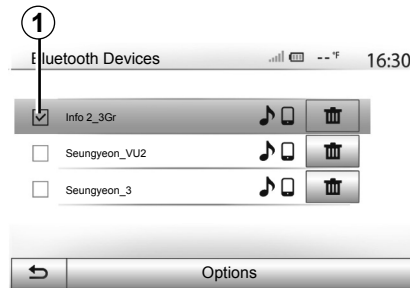 1
Bluetooth Devices --°F 16:30
Info 2_3Gr
Seungyeon_VU2
Seungyeon_3
Options